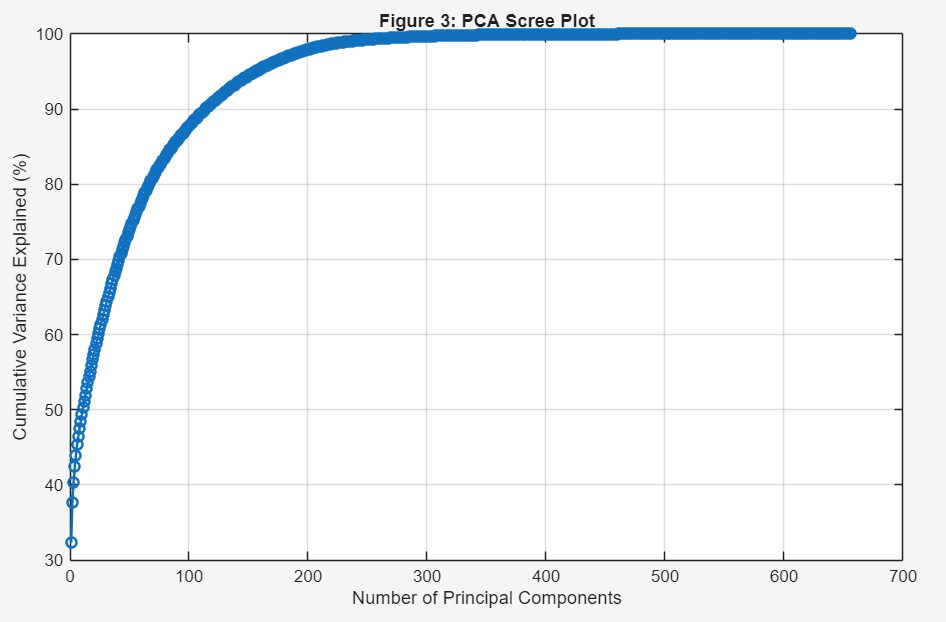 Figure 3: PCA Scree Plot
100
90
80
70
60
50
40
30
Cumulative Variance Explained (%)
0 100 200 300 400 500 600 700
Number of Principal Components